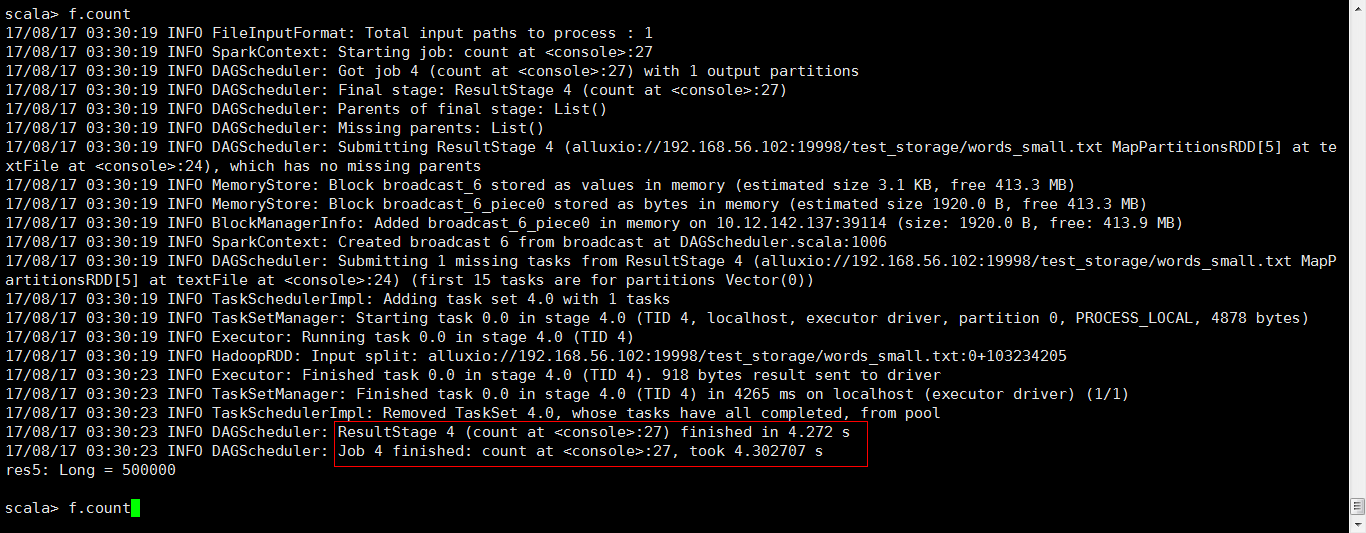 scala> f.count
17/08/17 03:30:19 INFO FileInputFormat: Total input paths to process : 1
17/08/17 03:30:19 INFO SparkContext: Starting job: count at <console>:27
17/08/17 03:30:19 INFO DAGScheduler: Got job 4 (count at <console>:27) with 1 output partitions
17/08/17 03:30:19 INFO DAGScheduler: Final stage: ResultStage 4 (count at <console>:27)
17/08/17 03:30:19 INFO DAGScheduler: Parents of final stage: List()
17/08/17 03:30:19 INFO DAGScheduler: Missing parents: List()
17/08/17 03:30:19 INFO DAGScheduler: Submitting ResultStage 4 (alluxio://192.168.56.102:19998/test_storage/words_small.txt MapPartitionsRDD[5] at te
xtFile at <console>:24), which has no missing parents
17/08/17 03:30:19 INFO MemoryStore: Block broadcast_6 stored as values in memory (estimated size 3.1 KB, free 413.3 MB)
17/08/17 03:30:19 INFO MemoryStore: Block broadcast_6_piece0 stored as bytes in memory (estimated size 1920.0 B, free 413.3 MB)
17/08/17 03:30:19 INFO BlockManagerInfo: Added broadcast_6_piece0 in memory on 10.12.142.137:39114 (size: 1920.0 B, free: 413.9 MB)
17/08/17 03:30:19 INFO SparkContext: Created broadcast 6 from broadcast at DAGScheduler.scala:1006
17/08/17 03:30:19 INFO DAGScheduler: Submitting 1 missing tasks from ResultStage 4 (alluxio://192.168.56.102:19998/test_storage/words_small.txt MapP
artitionsRDD[5] at textFile at <console>:24) (first 15 tasks are for partitions Vector(0))
17/08/17 03:30:19 INFO TaskSchedulerImpl: Adding task set 4.0 with 1 tasks
17/08/17 03:30:19 INFO TaskSetManager: Starting task 0.0 in stage 4.0 (TID 4, localhost, executor driver, partition 0, PROCESS_LOCAL, 4878 bytes)
17/08/17 03:30:19 INFO Executor: Running task 0.0 in stage 4.0 (TID 4)
17/08/17 03:30:19 INFO HadoopRDD: Input split: alluxio://192.168.56.102:19998/test_storage/words_small.txt:0+103234205
17/08/17 03:30:23 INFO Executor: Finished task 0.0 in stage 4.0 (TID 4). 918 bytes result sent to driver
17/08/17 03:30:23 INFO TaskSetManager: Finished task 0.0 in stage 4.0 (TID 4) in 4265 ms on localhost (executor driver) (1/1)
17/08/17 03:30:23 INFO TaskSchedulerImpl: Removed TaskSet 4.0, whose tasks have all completed, from pool
17/08/17 03:30:23 INFO DAGScheduler: ResultStage 4 (count at <console>:27) finished in 4.272 s
17/08/17 03:30:23 INFO DAGScheduler: Job 4 finished: count at <console>:27, took 4.302707 s
res5: Long = 500000
scala> f.count